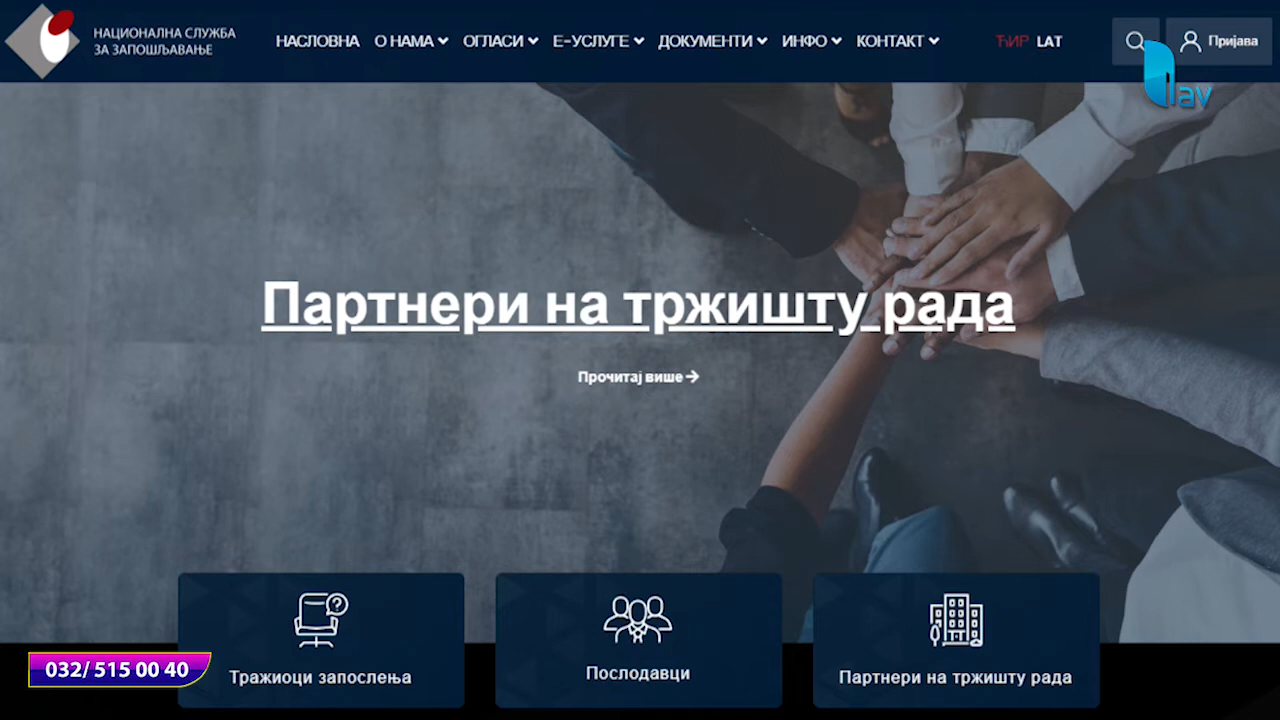 НАЦИОНАЛНА СЛУЖБА
ЗА ЗАПОШЉАВАЊЕ
НАСЛОВНА О НАМА ОГЛАСИ Е-УСЛУГЕ ДОКУМЕНТИ ИНФО КОНТАКТ ЋИР LAT Пријава
nav
Партнери на тржишту рада
Прочитај више
Тражиоци запослења
Послодавци
Партнери на тржишту рада
032/ 515 00 40